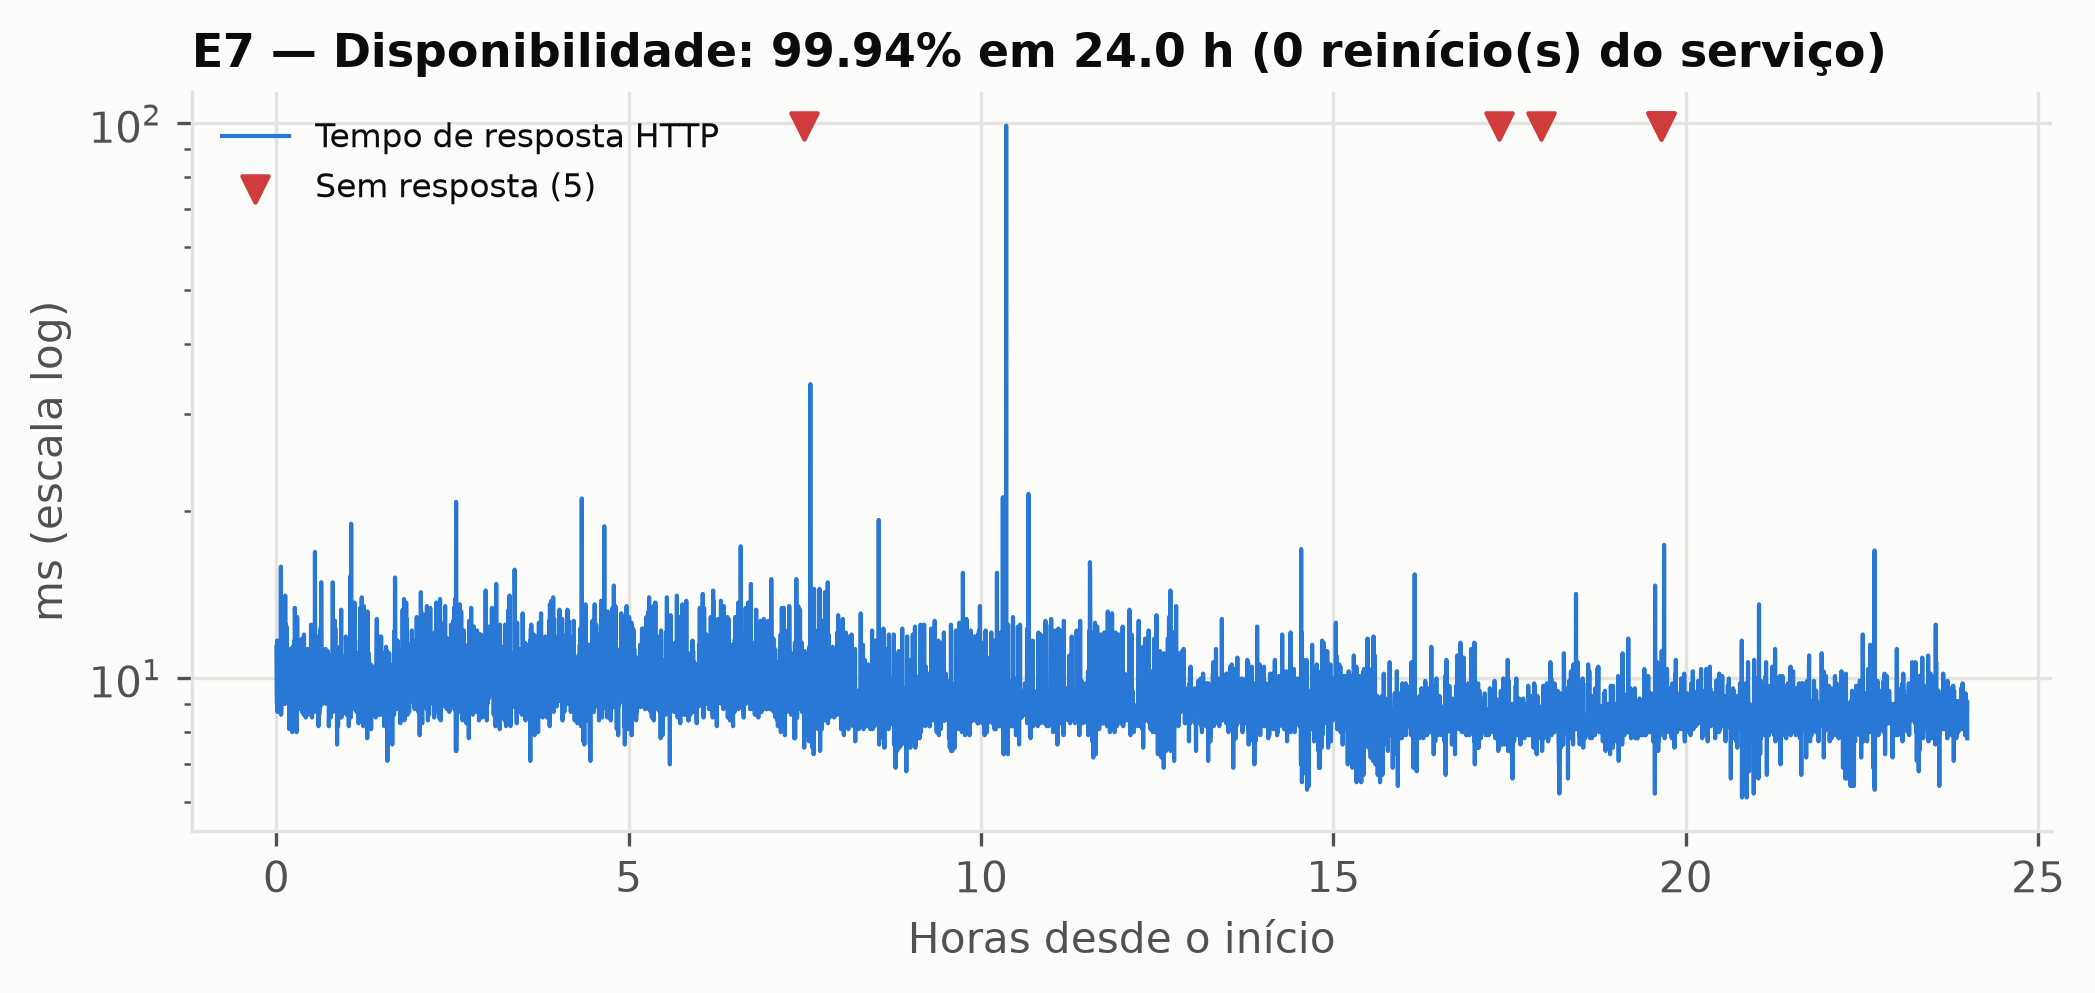 E7 — Disponibilidade: 99.94% em 24.0 h (0 reinício(s) do serviço)
Tempo de resposta HTTP
Sem resposta (5)
ms (escala log)
10²
10¹
0 5 10 15 20 25
Horas desde o início